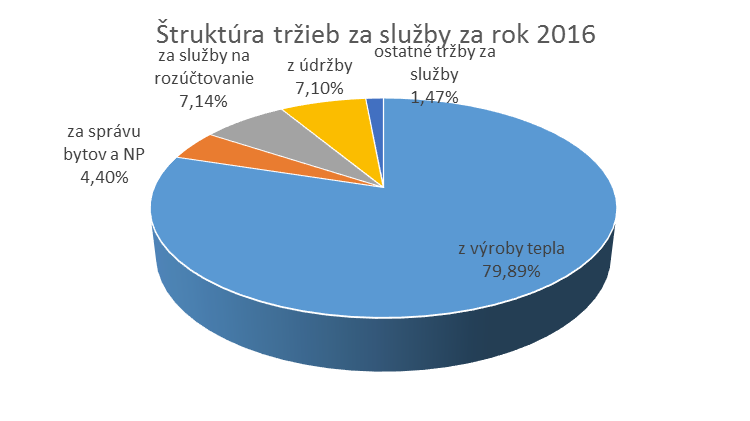 Štruktúra tržieb za služby za rok 2016
za služby na
rozúčtovanie
7,14%
z údržby
7,10%
ostatné tržby za
služby
1,47%
za správu
bytov a NP
4,40%
z výroby tepla
79,89%